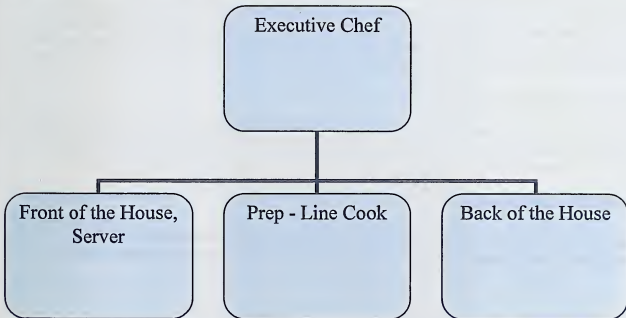 Executive Chef
Front of the House,
Server
Prep - Line Cook
Back of the House